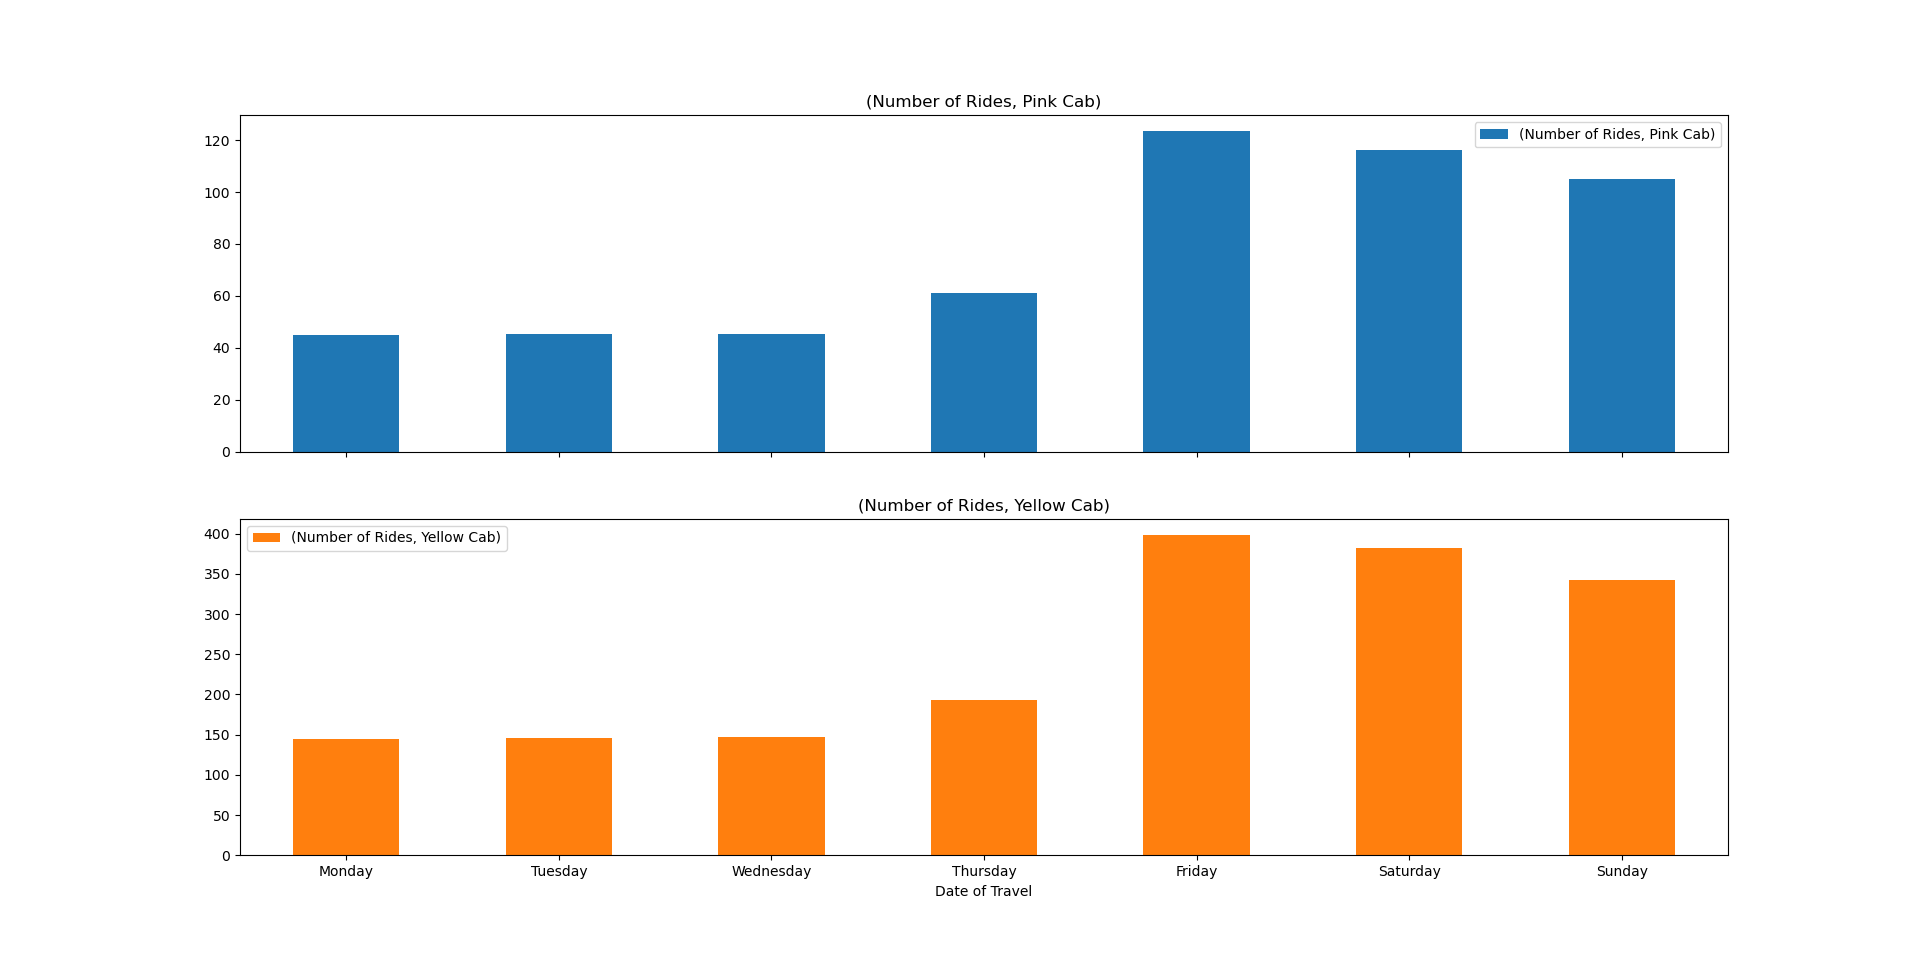 (Number of Rides, Pink Cab)
(Number of Rides, Pink Cab)
120
100
80
60
40
20
0
(Number of Rides, Yellow Cab)
(Number of Rides, Yellow Cab)
400
350
300
250
200
150
100
50
0
Monday Tuesday Wednesday Thursday Friday Saturday Sunday
Date of Travel